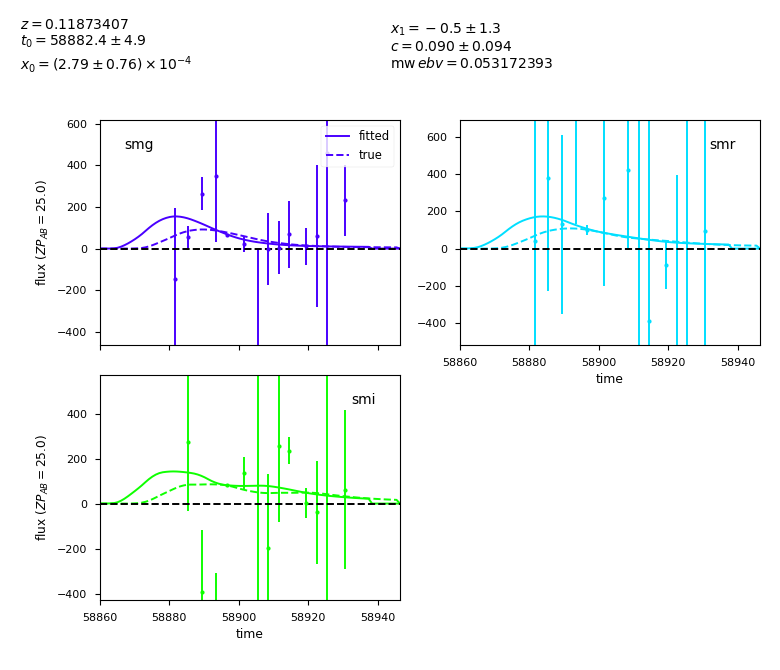 z = 0.11873407
t₀ = 58882.4 ± 4.9
x₀ = (2.79 ± 0.76) × 10⁻⁴
x₁ = −0.5 ± 1.3
c = 0.090 ± 0.094
mw ebv = 0.053172393
smg
fitted
true
600
400
200
0
−200
−400
flux (ZP_AB = 25.0)
smr
600
400
200
0
−200
−400
58860 58880 58900 58920 58940
time
smi
400
200
0
−200
−400
flux (ZP_AB = 25.0)
58860 58880 58900 58920 58940
time